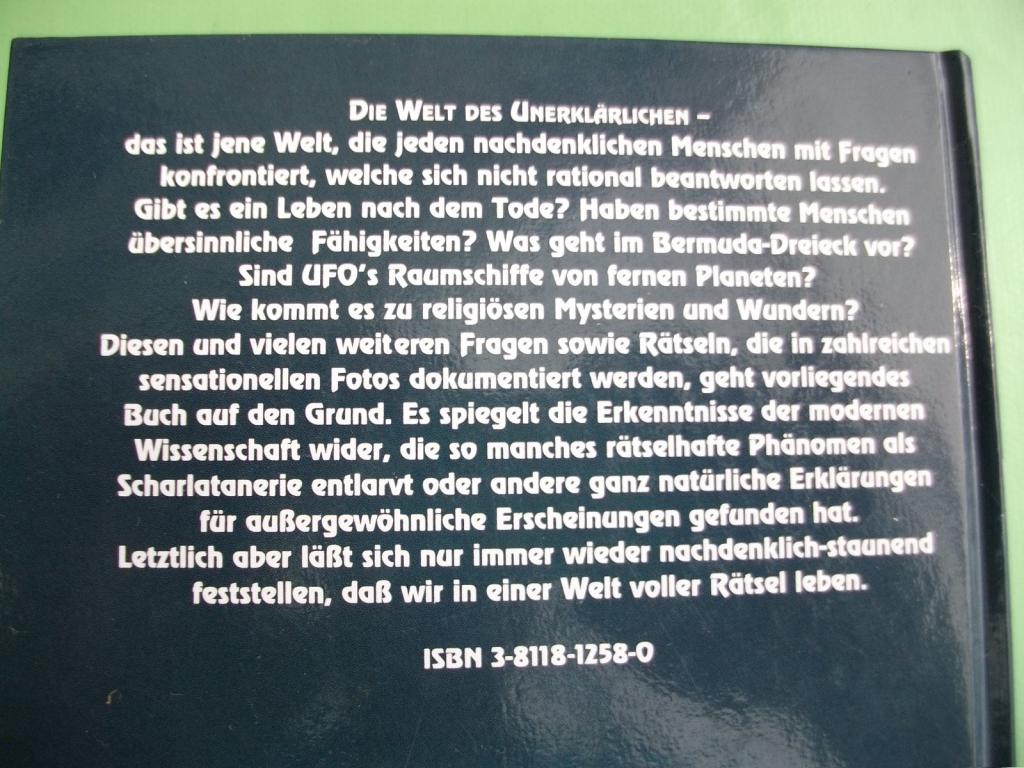 Die Welt des Unerklärlichen –
das ist jene Welt, die jeden nachdenklichen Menschen mit Fragen
konfrontiert, welche sich nicht rational beantworten lassen.
Gibt es ein Leben nach dem Tode? Haben bestimmte Menschen
übersinnliche Fähigkeiten? Was geht im Bermuda-Dreieck vor?
Sind UFO's Raumschiffe von fernen Planeten?
Wie kommt es zu religiösen Mysterien und Wundern?
Diesen und vielen weiteren Fragen sowie Rätseln, die in zahlreichen
sensationellen Fotos dokumentiert werden, geht vorliegendes
Buch auf den Grund. Es spiegelt die Erkenntnisse der modernen
Wissenschaft wider, die so manches rätselhafte Phänomen als
Scharlatanerie entlarvt oder andere ganz natürliche Erklärungen
für außergewöhnliche Erscheinungen gefunden hat.
Letztlich aber läßt sich nur immer wieder nachdenklich-staunend
feststellen, daß wir in einer Welt voller Rätsel leben.
ISBN 3-8118-1258-0